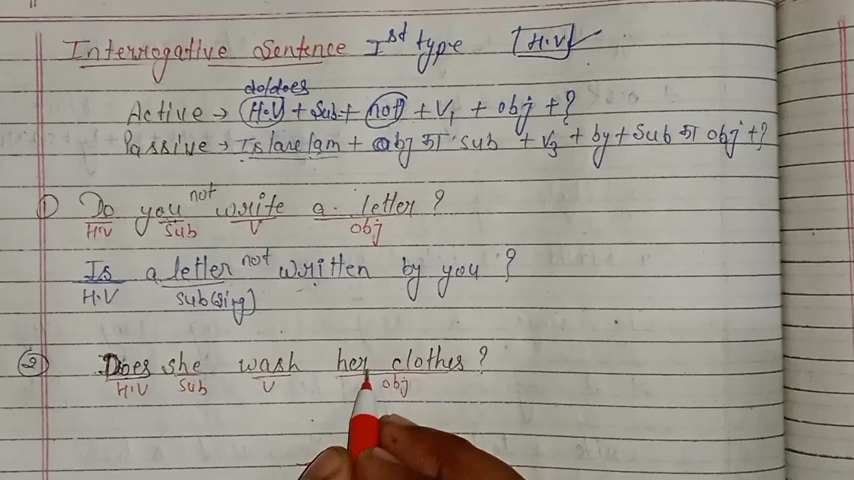 Interrogative Sentence Ist type [H.V]
do/does
Active → H.V + Sub + not + V1 + obj + ?
Passive → Is/are/am + obj का sub + V3 + by + Sub का obj + ?
① Do you not write a letter?
H.V Sub V obj
Is a letter not written by you?
H.V Sub(sing)
② Does she wash her clothes?
H.V Sub V obj